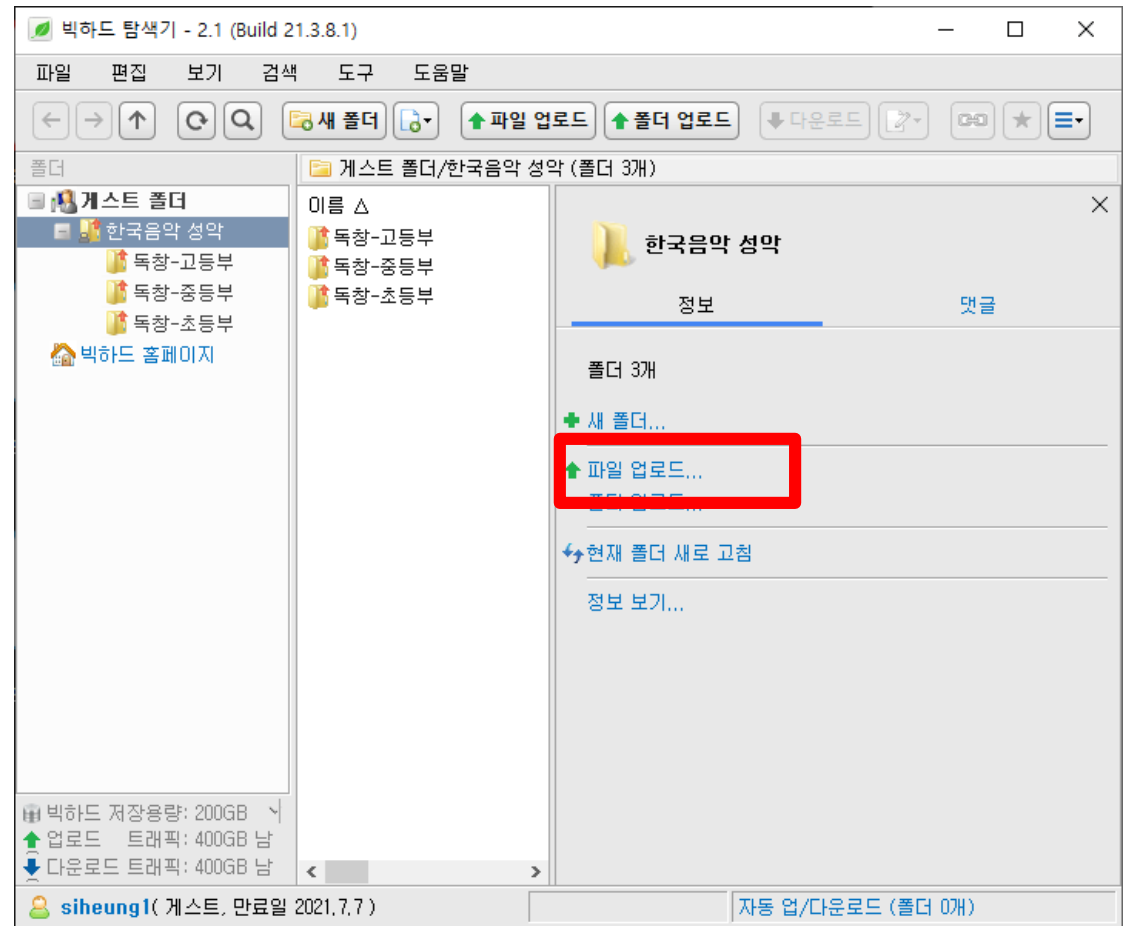 빅하드 탐색기 - 2.1 (Build 21.3.8.1)
파일 편집 보기 검색 도구 도움말
새 폴더 파일 업로드 폴더 업로드 다운로드
폴더
게스트 폴더/한국음악 성악 (폴더 3개)
게스트 폴더
한국음악 성악
독창-고등부
독창-중등부
독창-초등부
빅하드 홈페이지
이름
독창-고등부
독창-중등부
독창-초등부
한국음악 성악
정보 댓글
폴더 3개
새 폴더...
파일 업로드...
폴더 업로드...
현재 폴더 새로 고침
정보 보기...
빅하드 저장용량: 200GB
업로드 트래픽: 400GB 남
다운로드 트래픽: 400GB 남
siheung1( 게스트, 만료일 2021.7.7 )
자동 업/다운로드 (폴더 0개)